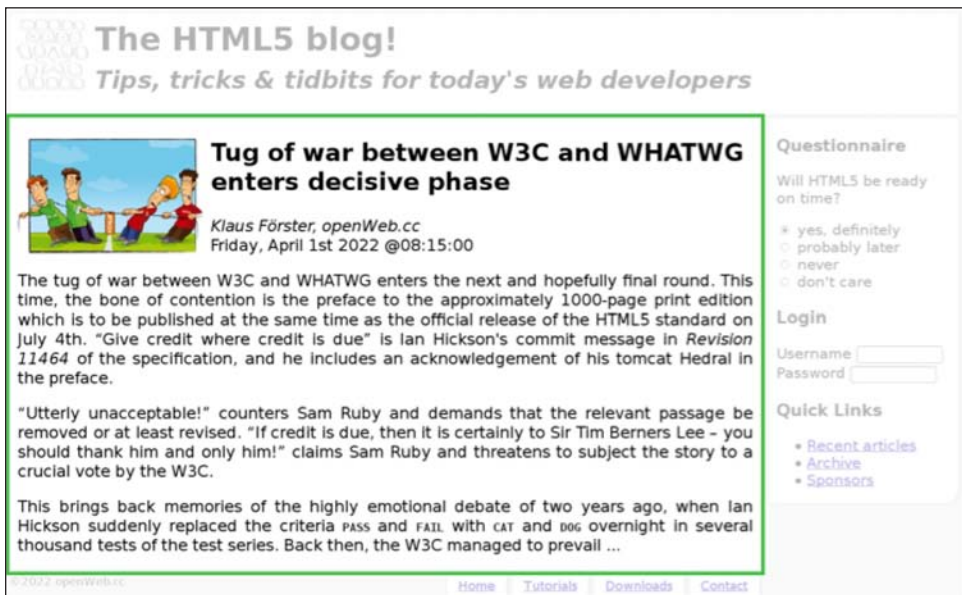 The HTML5 blog!
Tips, tricks & tidbits for today's web developers
Tug of war between W3C and WHATWG
enters decisive phase
Klaus Förster, openWeb.cc
Friday, April 1st 2022 @08:15:00
The tug of war between W3C and WHATWG enters the next and hopefully final round. This
time, the bone of contention is the preface to the approximately 1000-page print edition
which is to be published at the same time as the official release of the HTML5 standard on
July 4th. “Give credit where credit is due” is Ian Hickson's commit message in Revision
11464 of the specification, and he includes an acknowledgement of his tomcat Hedral in
the preface.
“Utterly unacceptable!” counters Sam Ruby and demands that the relevant passage be
removed or at least revised. “If credit is due, then it is certainly to Sir Tim Berners Lee – you
should thank him and only him!” claims Sam Ruby and threatens to subject the story to a
crucial vote by the W3C.
This brings back memories of the highly emotional debate of two years ago, when Ian
Hickson suddenly replaced the criteria PASS and FAIL with CAT and DOG overnight in several
thousand tests of the test series. Back then, the W3C managed to prevail ...
Questionnaire
Will HTML5 be ready
on time?
yes, definitely
probably later
never
don't care
Login
Username
Password
Quick Links
Recent articles
Archive
Sponsors
©2022 openWeb.cc
Home Tutorials Downloads Contact